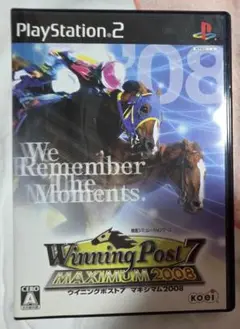 PlayStation®2
'08
We
Remember
The
Moments.
Winning Post 7
MAXIMUM 2008
ウイニングポスト7 マキシマム2008
CERO
A
KOEI